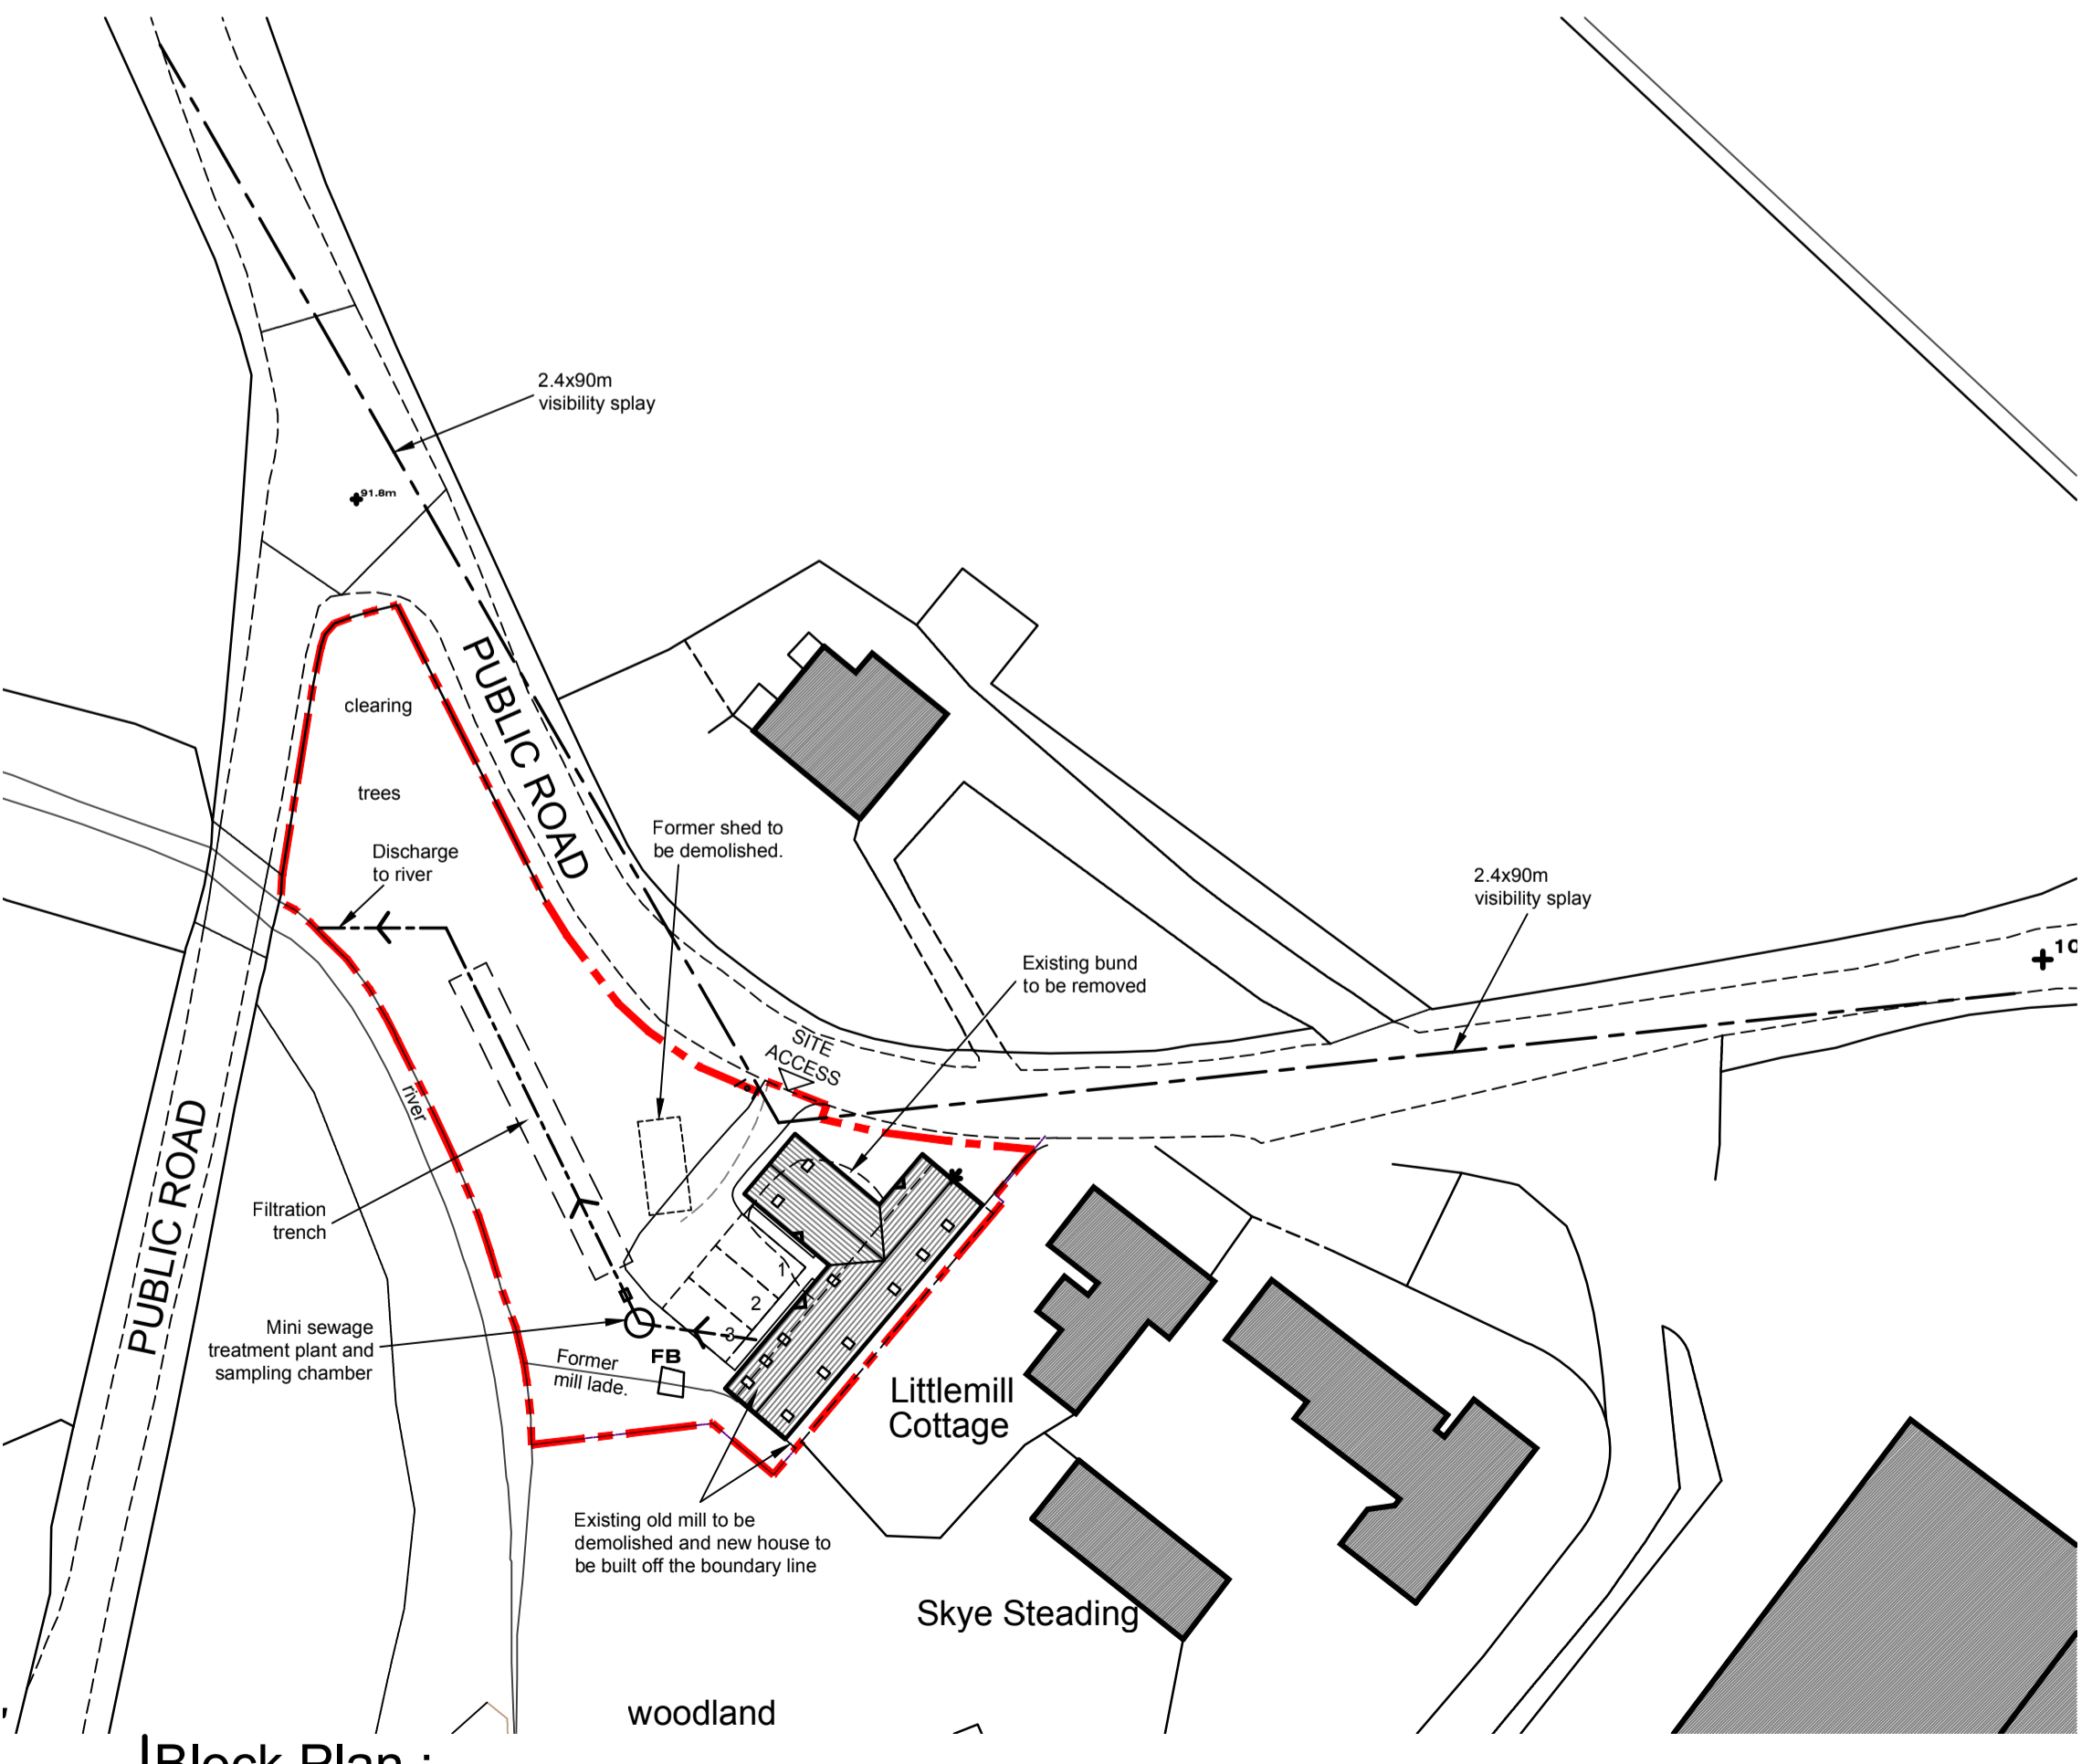 2.4x90m
visibility splay
91.8m
PUBLIC ROAD
clearing
trees
Discharge
to river
Former shed to
be demolished.
2.4x90m
visibility splay
10
Existing bund
to be removed
SITE
ACCESS
river
PUBLIC ROAD
Filtration
trench
1
2
3
Mini sewage
treatment plant and
sampling chamber
FB
Former
mill lade.
Littlemill
Cottage
Existing old mill to be
demolished and new house to
be built off the boundary line
Skye Steading
woodland
Block Plan :